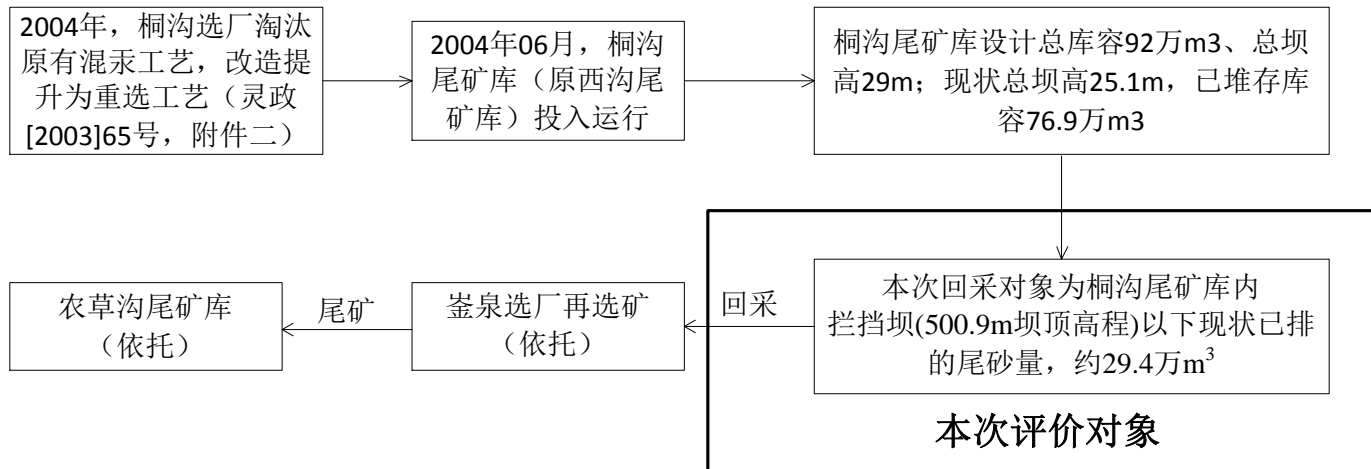 2004年，桐沟选厂淘汰
原有混汞工艺，改造提
升为重选工艺（灵政
[2003]65号，附件二）
2004年06月，桐沟
尾矿库（原西沟尾
矿库）投入运行
桐沟尾矿库设计总库容92万m3、总坝
高29m；现状总坝高25.1m，已堆存库
容76.9万m3
本次回采对象为桐沟尾矿库内
拦挡坝(500.9m坝顶高程)以下现状已排
的尾砂量，约29.4万m³
回采
崟泉选厂再选矿
（依托）
尾矿
农草沟尾矿库
（依托）
本次评价对象